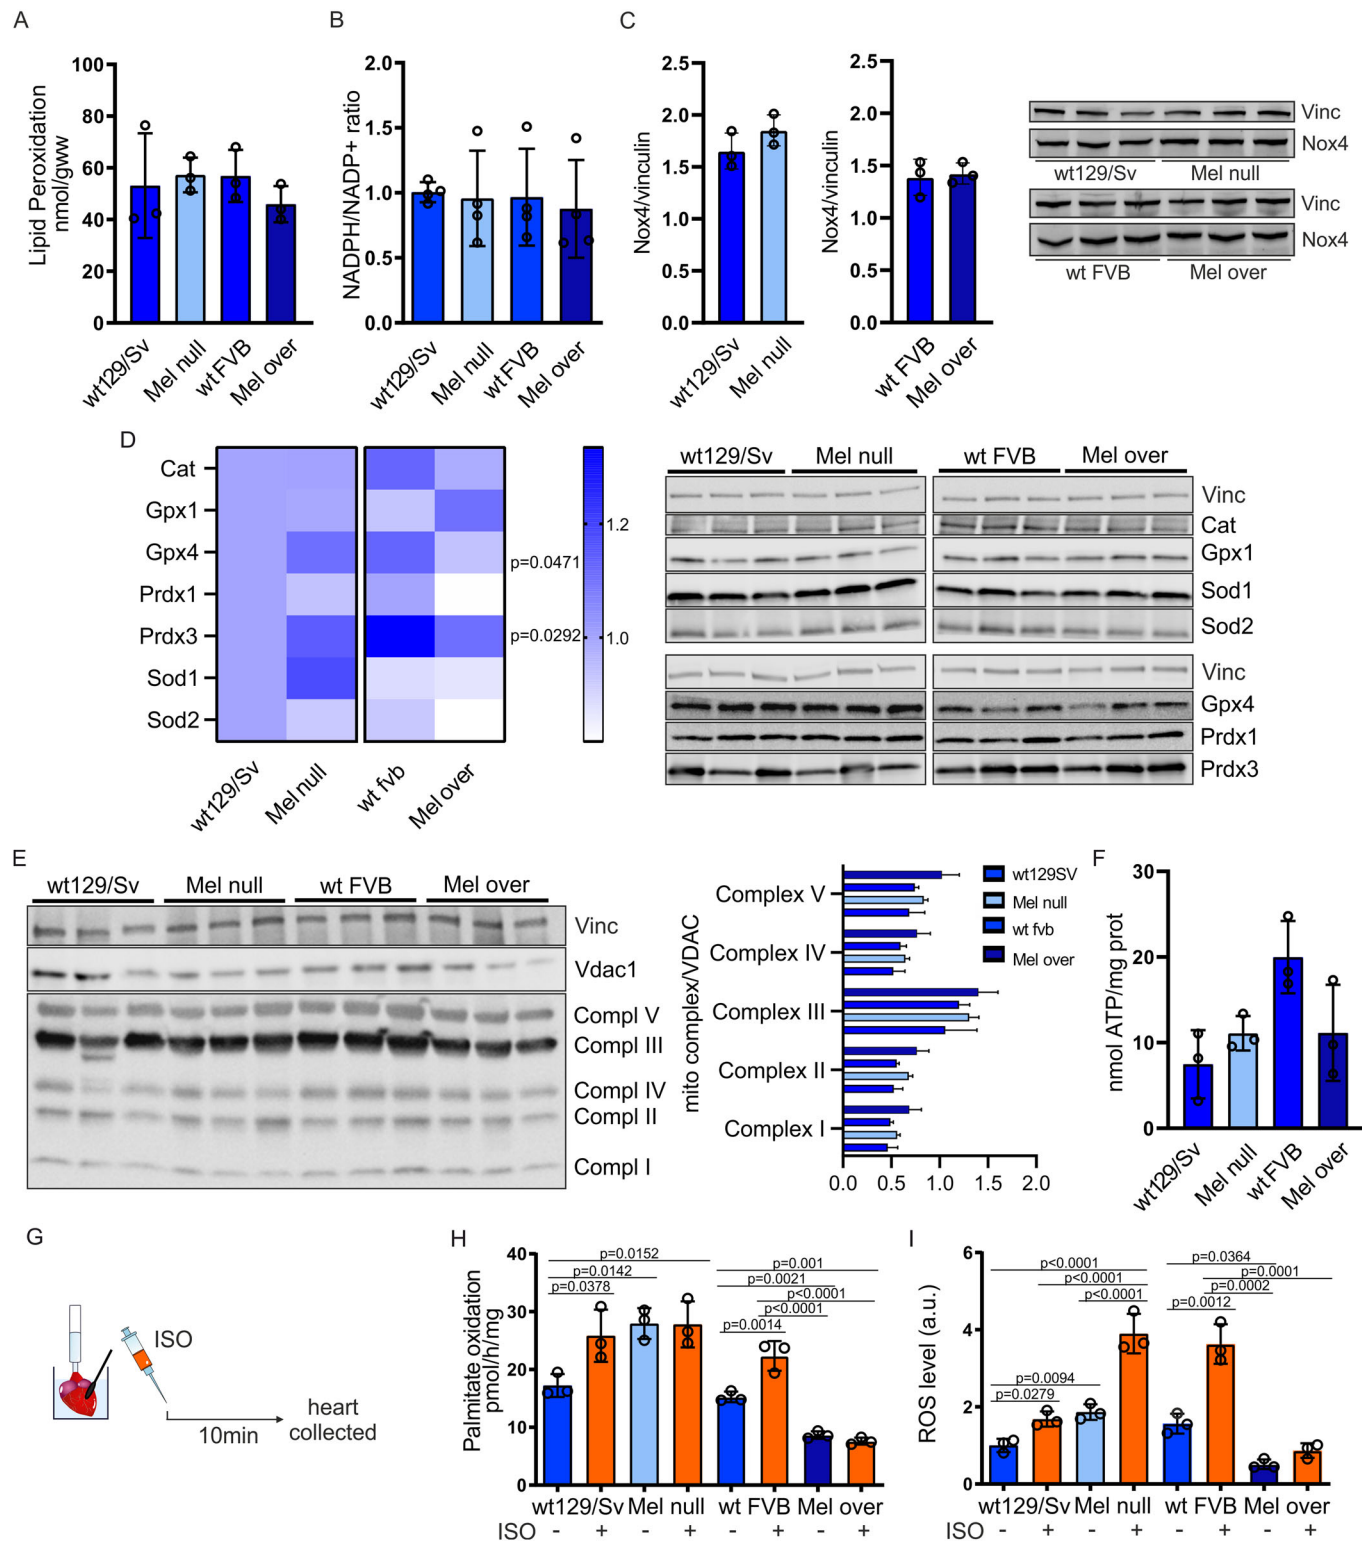 A
Lipid Peroxidation
nmol/gww
100
80
60
40
20
0
wt129/Sv
Mel null
wt FVB
Mel over
B
NADPH/NADP+ ratio
2.0
1.5
1.0
0.5
0.0
wt129/Sv
Mel null
wt FVB
Mel over
C
Nox4/vinculin
2.5
2.0
1.5
1.0
0.5
0.0
wt129/Sv
Mel null
Nox4/vinculin
2.5
2.0
1.5
1.0
0.5
0.0
wt FVB
Mel over
Vinc
Nox4
wt129/Sv Mel null
Vinc
Nox4
wt FVB Mel over
D
Cat
Gpx1
Gpx4
Prdx1
Prdx3
Sod1
Sod2
wt129/Sv
Mel null
wt fvb
Mel over
p=0.0471
p=0.0292
1.2
1.0
wt129/Sv Mel null wt FVB Mel over
Vinc
Cat
Gpx1
Sod1
Sod2
Vinc
Gpx4
Prdx1
Prdx3
E
wt129/Sv Mel null wt FVB Mel over
Vinc
Vdac1
Compl V
Compl III
Compl IV
Compl II
Compl I
mito complex/VDAC
Complex V
Complex IV
Complex III
Complex II
Complex I
0.0 0.5 1.0 1.5 2.0
wt129SV
Mel null
wt fvb
Mel over
F
nmol ATP/mg prot
30
20
10
0
wt129/Sv
Mel null
wt FVB
Mel over
G
ISO
10min
heart
collected
H
Palmitate oxidation
pmol/h/mg
40
30
20
10
0
p=0.0152
p=0.0142
p=0.0378
p=0.001
p=0.0021
p<0.0001
p<0.0001
p=0.0014
wt129/Sv Mel null wt FVB Mel over
ISO - + - + - + - +
I
ROS level (a.u.)
6
4
2
0
p<0.0001
p<0.0001
p<0.0001
p=0.0094
p=0.0279
p=0.0364
p=0.0001
p=0.0002
p=0.0012
wt129/Sv Mel null wt FVB Mel over
ISO - + - + - + - +